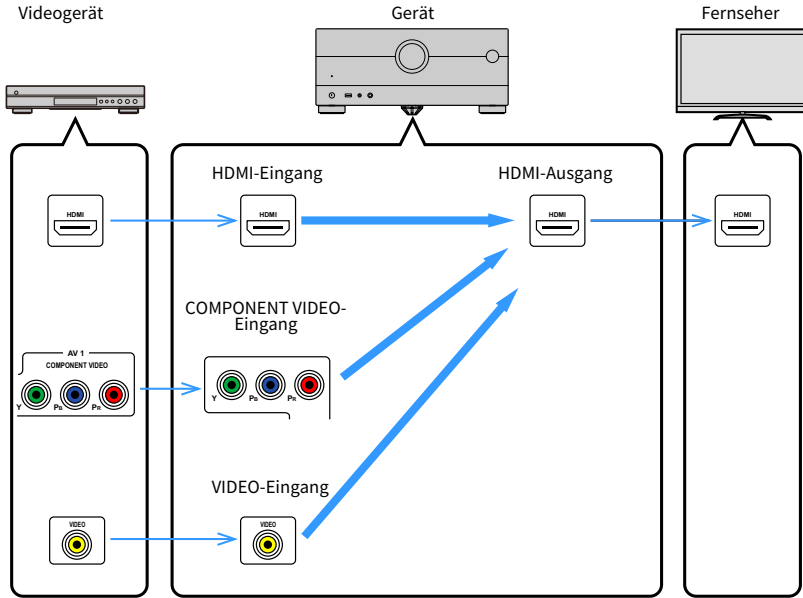 Videogerät
Gerät
Fernseher
HDMI-Eingang
HDMI-Ausgang
HDMI
HDMI
HDMI
HDMI
COMPONENT VIDEO-
Eingang
AV 1
COMPONENT VIDEO
Y PB PR
Y PB PR
VIDEO-Eingang
VIDEO
VIDEO